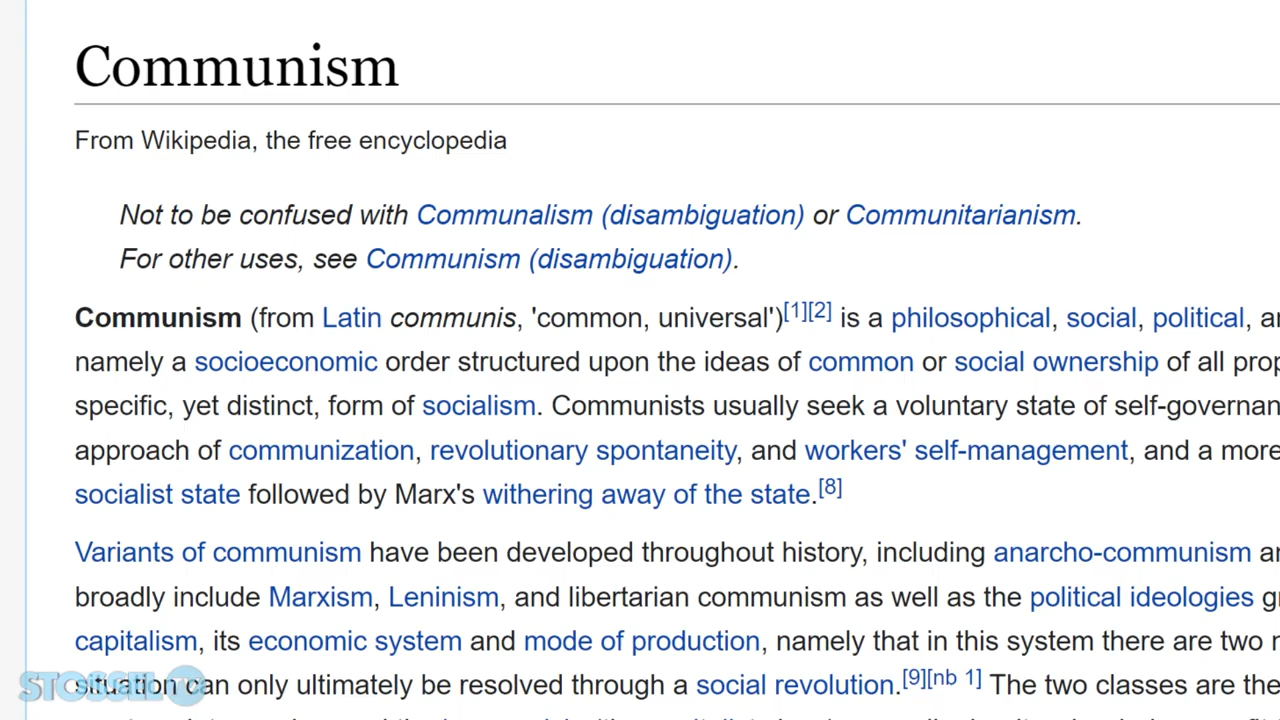 Communism
From Wikipedia, the free encyclopedia
Not to be confused with Communalism (disambiguation) or Communitarianism.
For other uses, see Communism (disambiguation).
Communism (from Latin communis, 'common, universal')[1][2] is a philosophical, social, political,
namely a socioeconomic order structured upon the ideas of common or social ownership of all
specific, yet distinct, form of socialism. Communists usually seek a voluntary state of
approach of communization, revolutionary spontaneity, and workers' self-management, and a more
socialist state followed by Marx's withering away of the state.[8]
Variants of communism have been developed throughout history, including anarcho-communism
broadly include Marxism, Leninism, and libertarian communism as well as the political ideologies
capitalism, its economic system and mode of production, namely that in this system there are two
situation can only ultimately be resolved through a social revolution.[9][nb 1] The two classes are the
STOSSEL TV